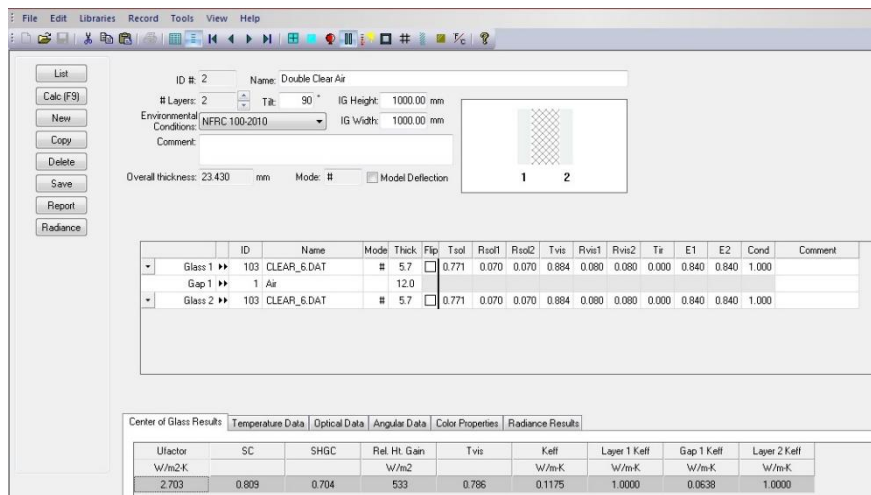 File Edit Libraries Record Tools View Help
List
Calc (F9)
New
Copy
Delete
Save
Report
Radiance
ID #: 2 Name: Double Clear Air
# Layers: 2 Tilt: 90 ° IG Height: 1000.00 mm
Environmental Conditions: NFRC 100-2010 IG Width: 1000.00 mm
Comment:
Overall thickness: 23.430 mm Mode: # Model Deflection
1 2
ID Name Mode Thick Flip Tsol Rsol1 Rsol2 Tvis Rvis1 Rvis2 Tir E1 E2 Cond Comment
Glass 1 103 CLEAR_6.DAT # 5.7 0.771 0.070 0.070 0.884 0.080 0.080 0.000 0.840 0.840 1.000
Gap 1 1 Air 12.0
Glass 2 103 CLEAR_6.DAT # 5.7 0.771 0.070 0.070 0.884 0.080 0.080 0.000 0.840 0.840 1.000
Center of Glass Results Temperature Data Optical Data Angular Data Color Properties Radiance Results
Ufactor SC SHGC Rel. Ht. Gain Tvis Keff Layer 1 Keff Gap 1 Keff Layer 2 Keff
W/m2-K W/m2 W/m-K W/m-K W/m-K W/m-K
2.703 0.809 0.704 533 0.786 0.1175 1.0000 0.0638 1.0000